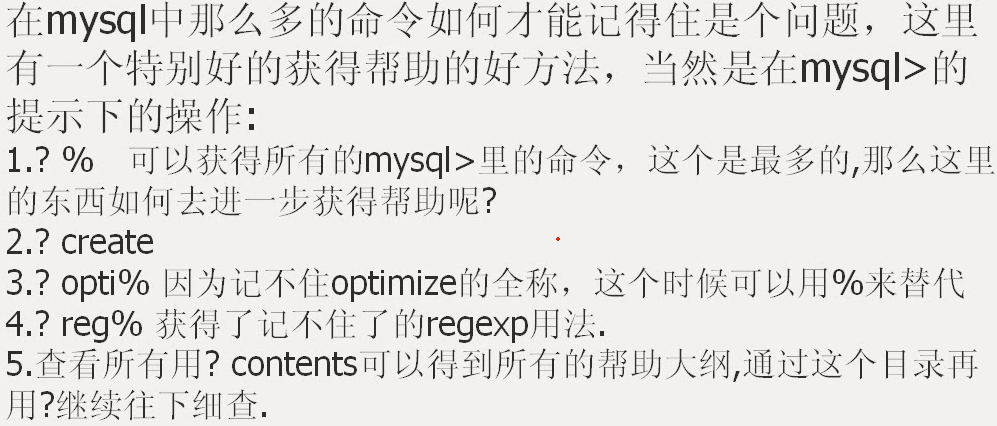 在mysql中那么多的命令如何才能记得住是个问题，这里
有一个特别好的获得帮助的好方法，当然是在mysql>的
提示下的操作:
1.? %　可以获得所有的mysql>里的命令，这个是最多的,那么这里
的东西如何去进一步获得帮助呢?
2.? create
3.? opti% 因为记不住optimize的全称，这个时候可以用%来替代
4.? reg% 获得了记不住了的regexp用法.
5.查看所有用? contents可以得到所有的帮助大纲,通过这个目录再
用?继续往下细查.